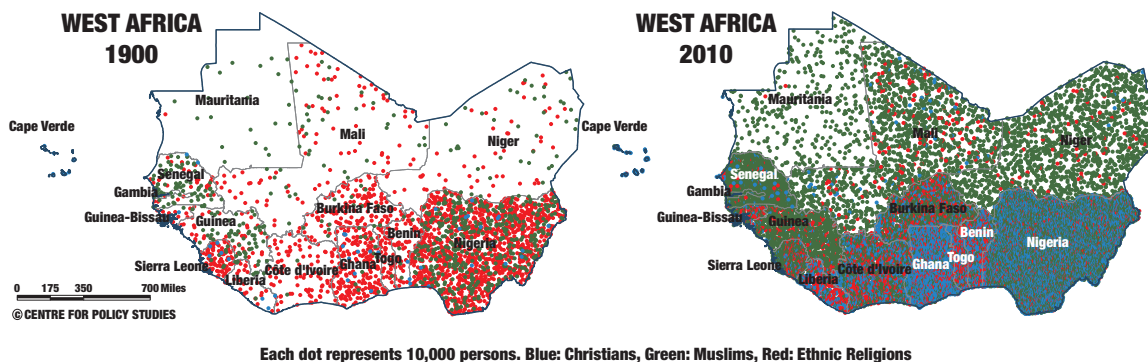 WEST AFRICA
1900
Mauritania
Cape Verde
Mali
Niger
Senegal
Gambia
Guinea-Bissau
Guinea
Burkina Faso
Benin
Nigeria
Sierra Leone
Liberia
Côte d'Ivoire
Ghana
Togo
0 175 350 700 Miles
© CENTRE FOR POLICY STUDIES
WEST AFRICA
2010
Mauritania
Cape Verde
Mali
Niger
Senegal
Gambia
Guinea-Bissau
Guinea
Burkina Faso
Benin
Nigeria
Sierra Leone
Liberia
Côte d'Ivoire
Ghana
Togo
Each dot represents 10,000 persons. Blue: Christians, Green: Muslims, Red: Ethnic Religions